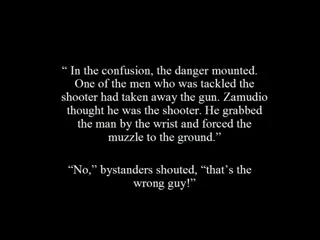 “ In the confusion, the danger mounted.
One of the men who was tackled the
shooter had taken away the gun. Zamudio
thought he was the shooter. He grabbed
the man by the wrist and forced the
muzzle to the ground.”
“No,” bystanders shouted, “that’s the
wrong guy!”